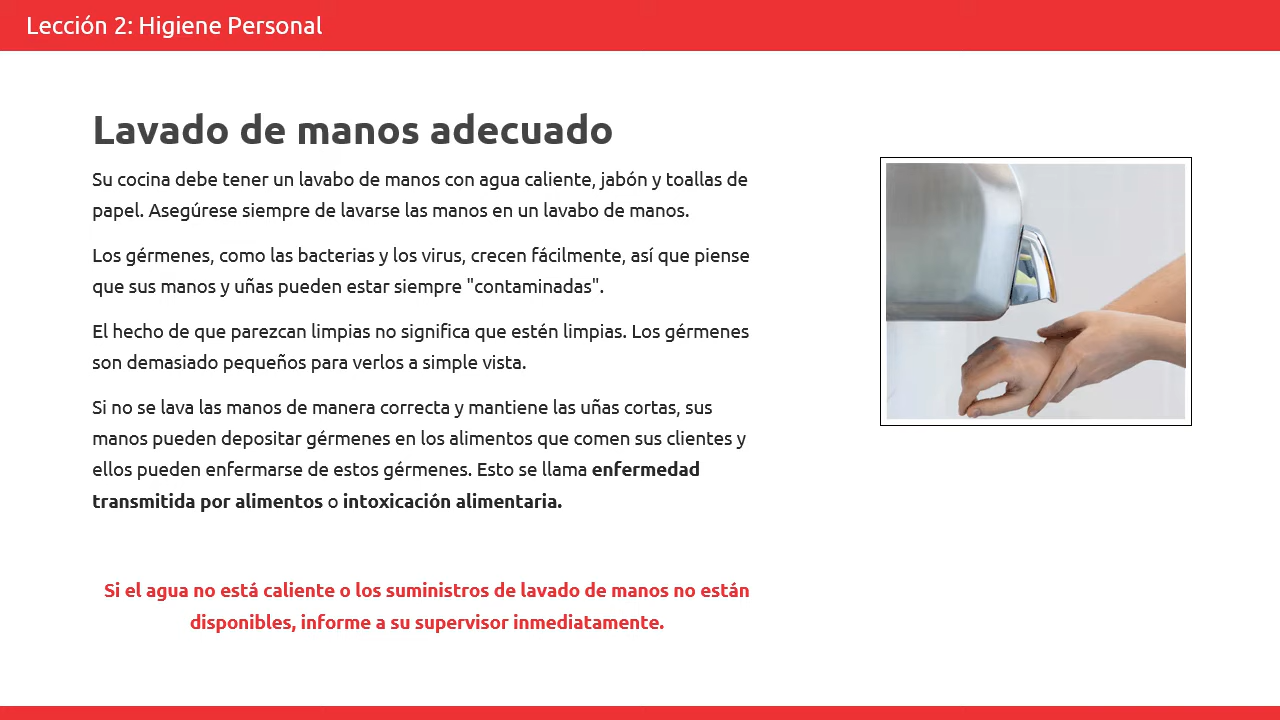 Lección 2: Higiene Personal
Lavado de manos adecuado
Su cocina debe tener un lavabo de manos con agua caliente, jabón y toallas de
papel. Asegúrese siempre de lavarse las manos en un lavabo de manos.
Los gérmenes, como las bacterias y los virus, crecen fácilmente, así que piense
que sus manos y uñas pueden estar siempre "contaminadas".
El hecho de que parezcan limpias no significa que estén limpias. Los gérmenes
son demasiado pequeños para verlos a simple vista.
Si no se lava las manos de manera correcta y mantiene las uñas cortas, sus
manos pueden depositar gérmenes en los alimentos que comen sus clientes y
ellos pueden enfermarse de estos gérmenes. Esto se llama enfermedad
transmitida por alimentos o intoxicación alimentaria.
Si el agua no está caliente o los suministros de lavado de manos no están
disponibles, informe a su supervisor inmediatamente.